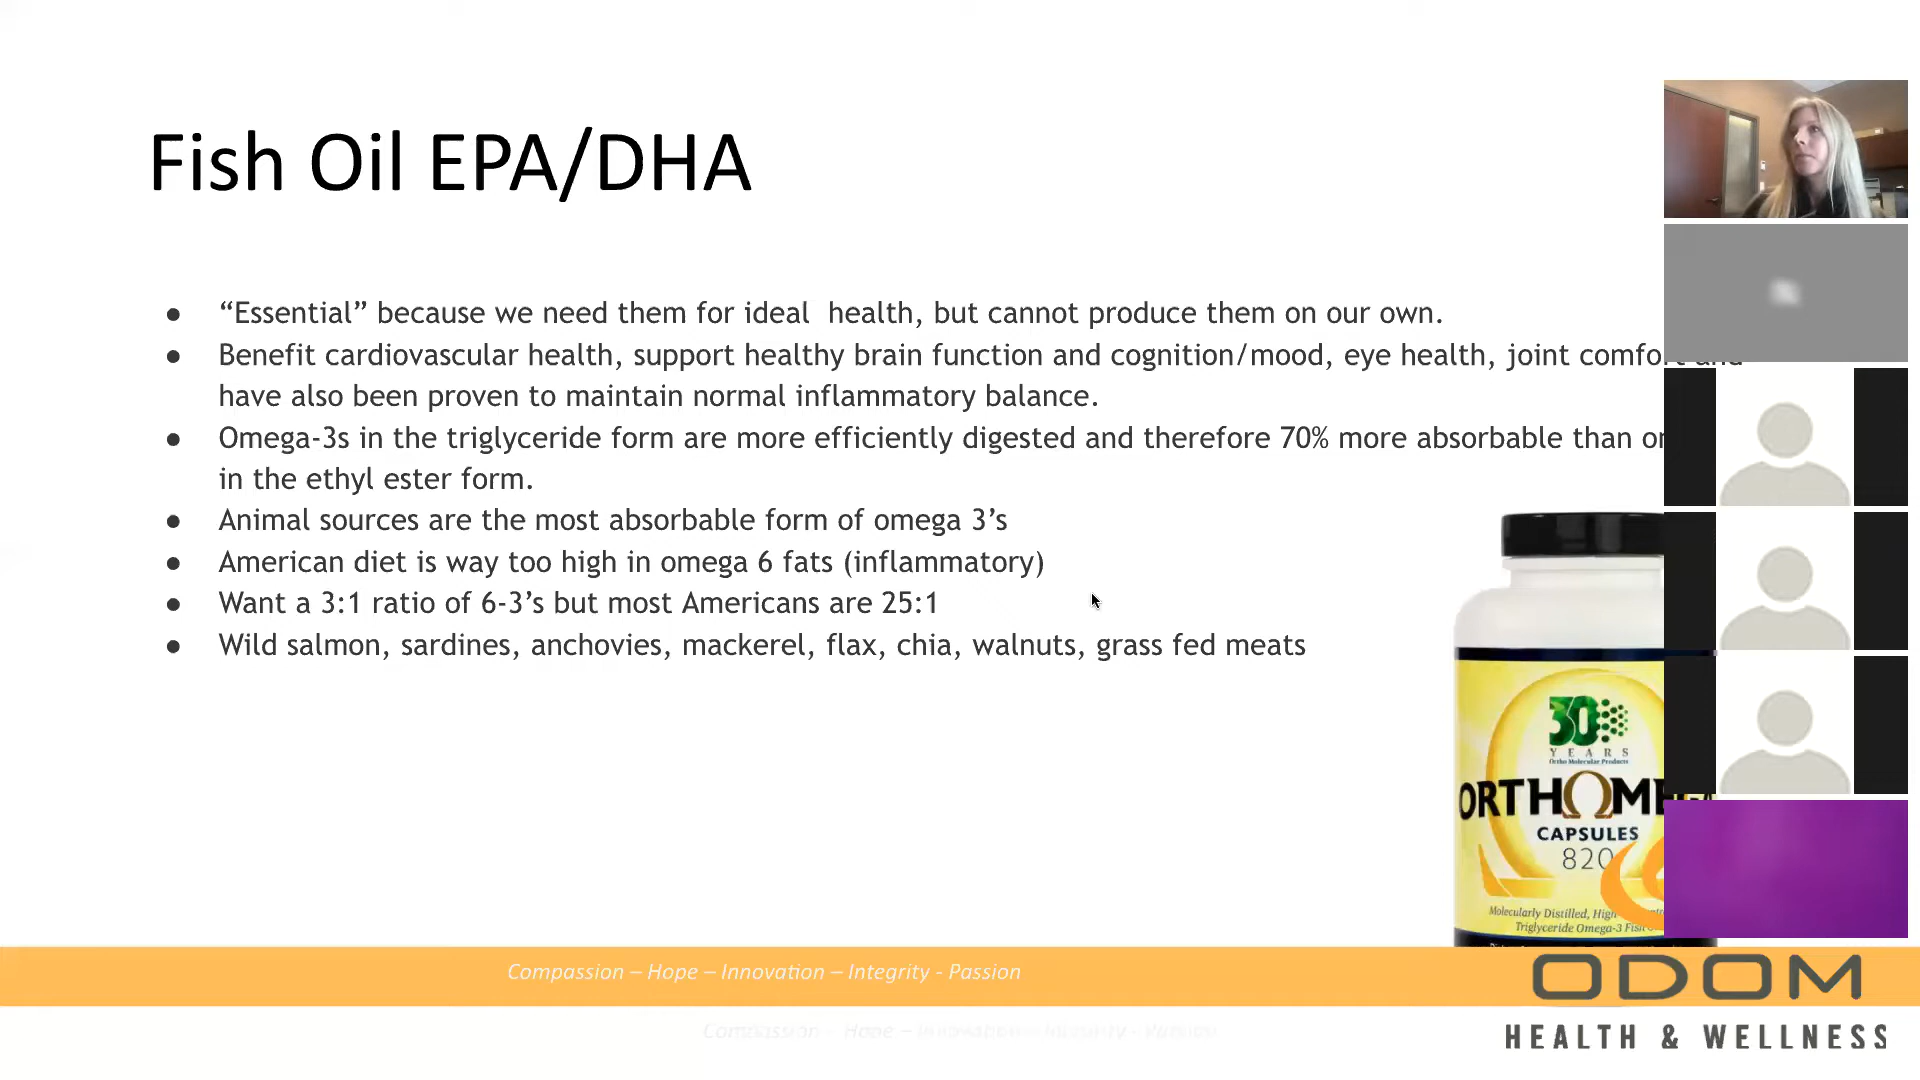 Fish Oil EPA/DHA
● “Essential” because we need them for ideal  health, but cannot produce them on our own.
● Benefit cardiovascular health, support healthy brain function and cognition/mood, eye health, joint comfort and
have also been proven to maintain normal inflammatory balance.
● Omega-3s in the triglyceride form are more efficiently digested and therefore 70% more absorbable than
in the ethyl ester form.
● Animal sources are the most absorbable form of omega 3’s
● American diet is way too high in omega 6 fats (inflammatory)
● Want a 3:1 ratio of 6-3’s but most Americans are 25:1
● Wild salmon, sardines, anchovies, mackerel, flax, chia, walnuts, grass fed meats
30
YEARS
Ortho Molecular Products
CAPSULES
820
Molecularly Distilled, High
Triglyceride Omega-3
Compassion – Hope – Innovation – Integrity - Passion
ODOM
HEALTH & WELLNESS